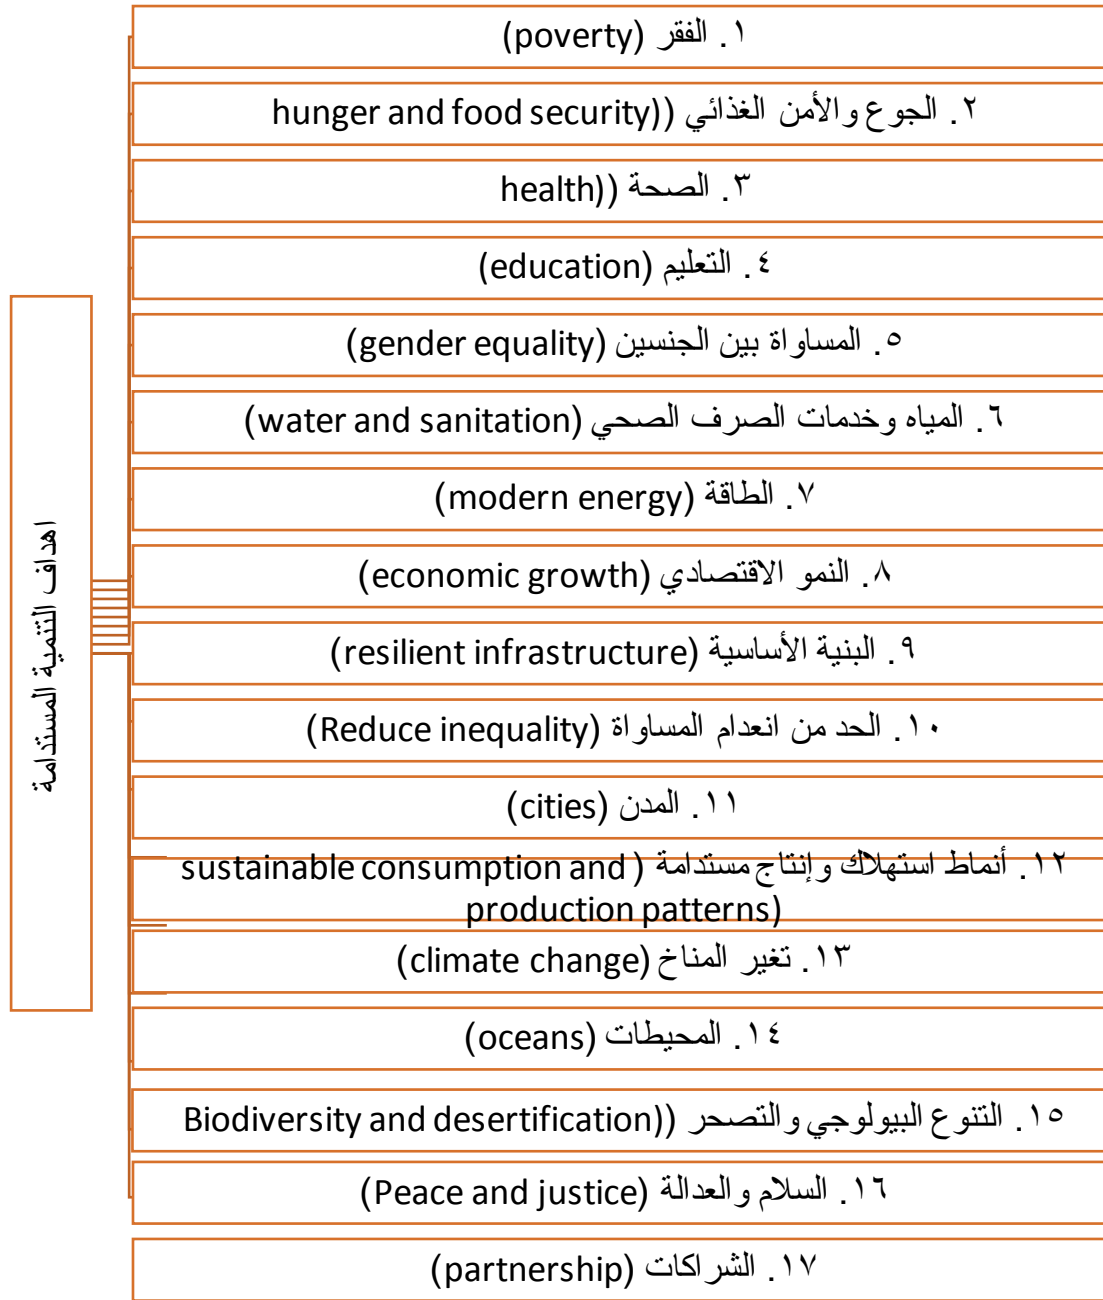 اهداف التنمية المستدامة
١. الفقر (poverty)
٢. الجوع والأمن الغذائي ((hunger and food security
٣. الصحة ((health
٤. التعليم (education)
٥. المساواة بين الجنسين (gender equality)
٦. المياه وخدمات الصرف الصحي (water and sanitation)
٧. الطاقة (modern energy)
٨. النمو الاقتصادي (economic growth)
٩. البنية الأساسية (resilient infrastructure)
١٠. الحد من انعدام المساواة (Reduce inequality)
١١. المدن (cities)
١٢. أنماط استهلاك وإنتاج مستدامة (sustainable consumption and
production patterns)
١٣. تغير المناخ (climate change)
١٤. المحيطات (oceans)
١٥. التنوع البيولوجي والتصحر ((Biodiversity and desertification
١٦. السلام والعدالة (Peace and justice)
١٧. الشراكات (partnership)